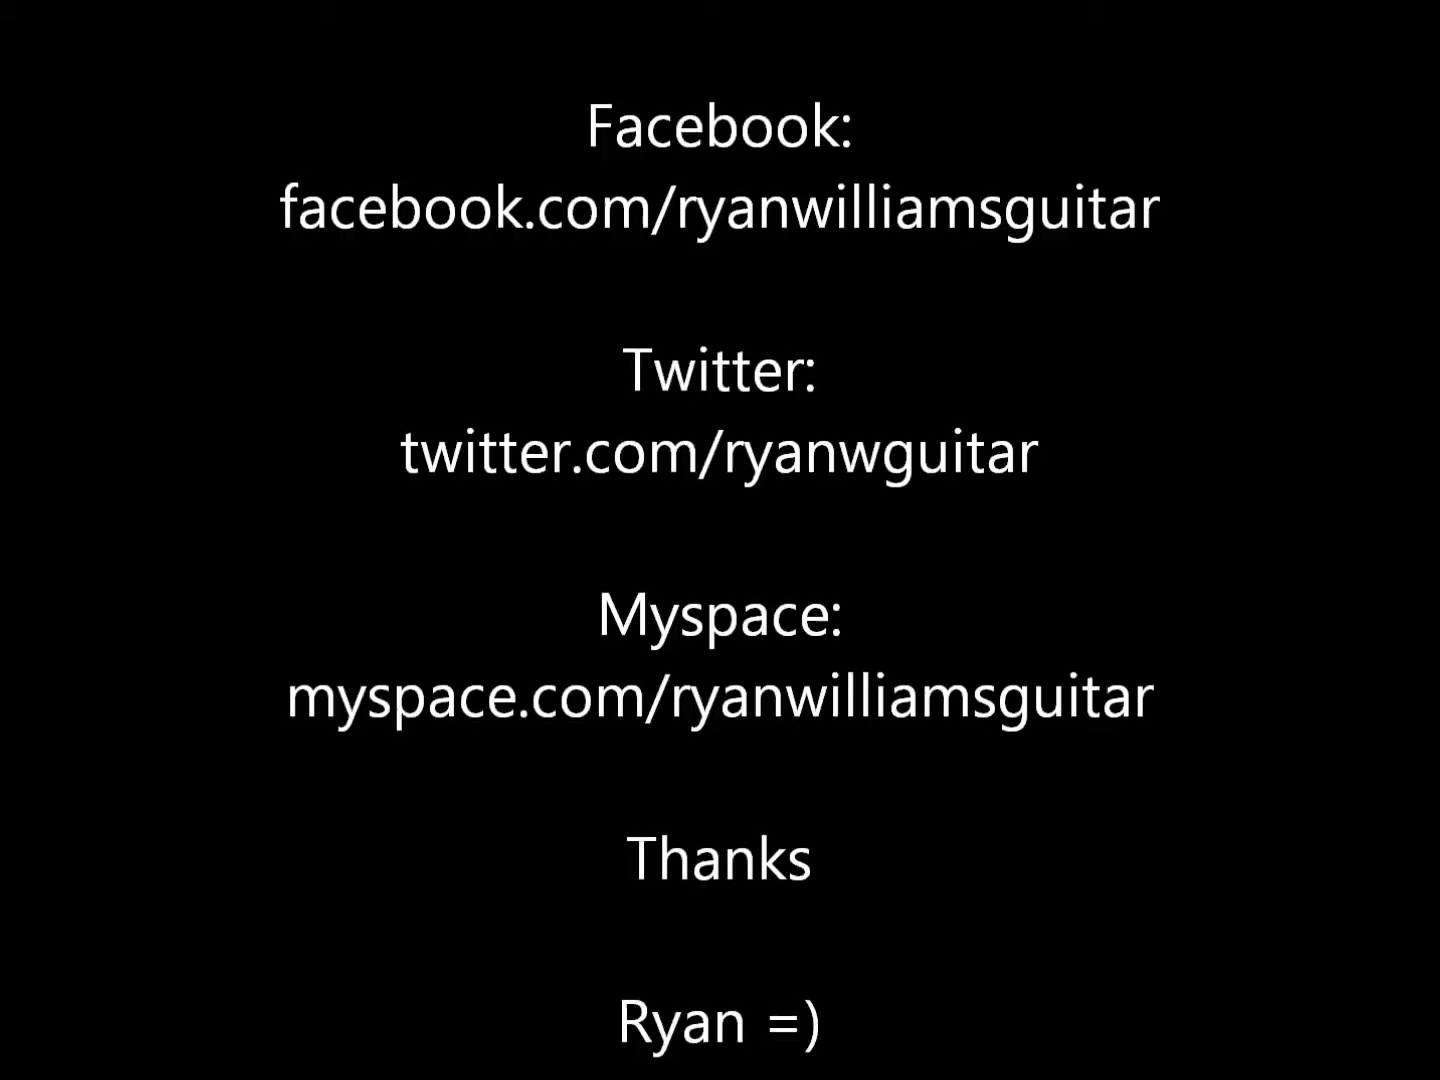 Facebook:
facebook.com/ryanwilliamsguitar
Twitter:
twitter.com/ryanwguitar
Myspace:
myspace.com/ryanwilliamsguitar
Thanks
Ryan =)